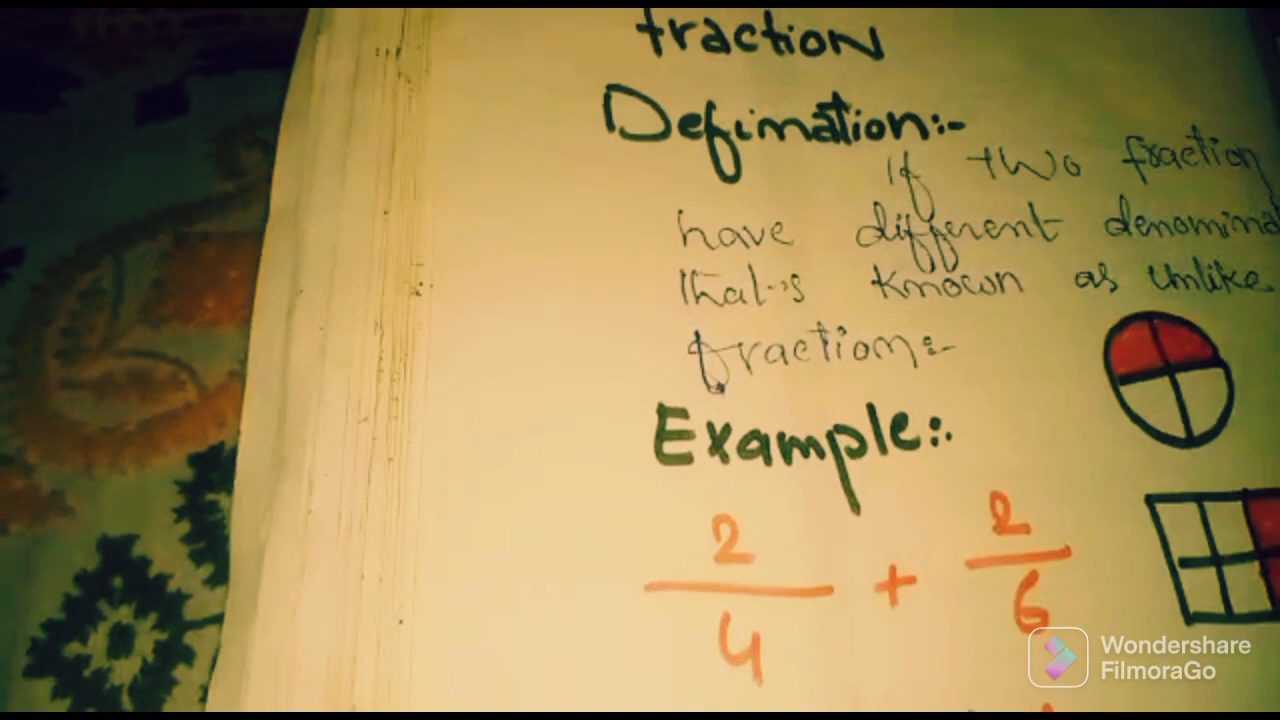 fraction
Defination:-
If two fraction
have different denomina
that's known as unlike
fraction:-
Example:-
2/4 + 2/6
Wondershare
FilmoraGo